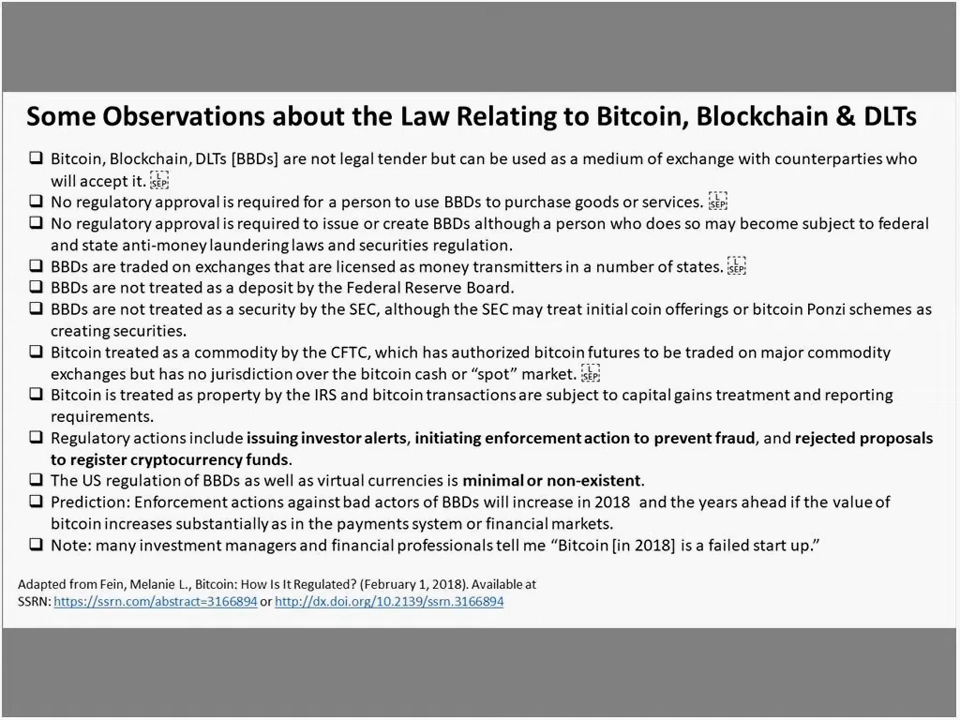 Some Observations about the Law Relating to Bitcoin, Blockchain & DLTs
❑ Bitcoin, Blockchain, DLTs [BBDs] are not legal tender but can be used as a medium of exchange with counterparties who
will accept it. L SEP
❑ No regulatory approval is required for a person to use BBDs to purchase goods or services. L SEP
❑ No regulatory approval is required to issue or create BBDs although a person who does so may become subject to federal
and state anti-money laundering laws and securities regulation.
❑ BBDs are traded on exchanges that are licensed as money transmitters in a number of states. L SEP
❑ BBDs are not treated as a deposit by the Federal Reserve Board.
❑ BBDs are not treated as a security by the SEC, although the SEC may treat initial coin offerings or bitcoin Ponzi schemes as
creating securities.
❑ Bitcoin treated as a commodity by the CFTC, which has authorized bitcoin futures to be traded on major commodity
exchanges but has no jurisdiction over the bitcoin cash or “spot” market. L SEP
❑ Bitcoin is treated as property by the IRS and bitcoin transactions are subject to capital gains treatment and reporting
requirements.
❑ Regulatory actions include issuing investor alerts, initiating enforcement action to prevent fraud, and rejected proposals
to register cryptocurrency funds.
❑ The US regulation of BBDs as well as virtual currencies is minimal or non-existent.
❑ Prediction: Enforcement actions against bad actors of BBDs will increase in 2018 and the years ahead if the value of
bitcoin increases substantially as in the payments system or financial markets.
❑ Note: many investment managers and financial professionals tell me “Bitcoin [in 2018] is a failed start up.”
Adapted from Fein, Melanie L., Bitcoin: How Is It Regulated? (February 1, 2018). Available at
SSRN: https://ssrn.com/abstract=3166894 or http://dx.doi.org/10.2139/ssrn.3166894